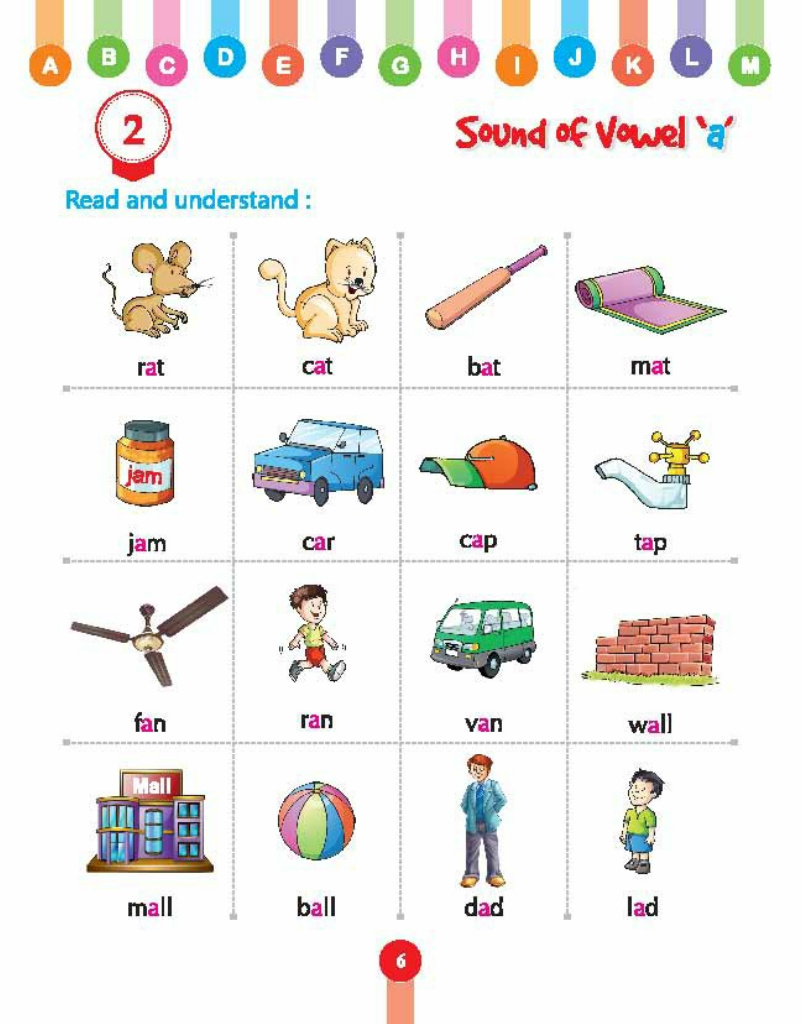 A B C D E F G H I J K L M
2
Sound of Vowel 'a'
Read and understand :
rat cat bat mat
jam
jam car cap tap
fan ran van wall
Mall
mall ball dad lad
6